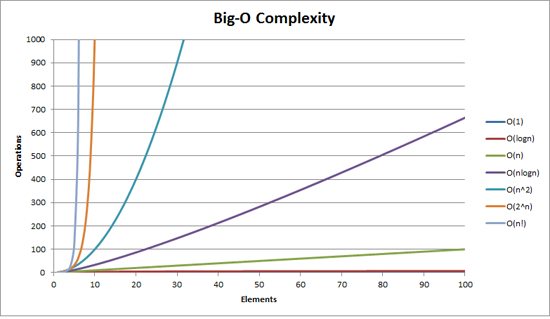 Big-O Complexity
1000
900
800
700
600
500
400
300
200
100
0
Operations
0 10 20 30 40 50 60 70 80 90 100
Elements
O(1)
O(logn)
O(n)
O(nlogn)
O(n^2)
O(2^n)
O(n!)